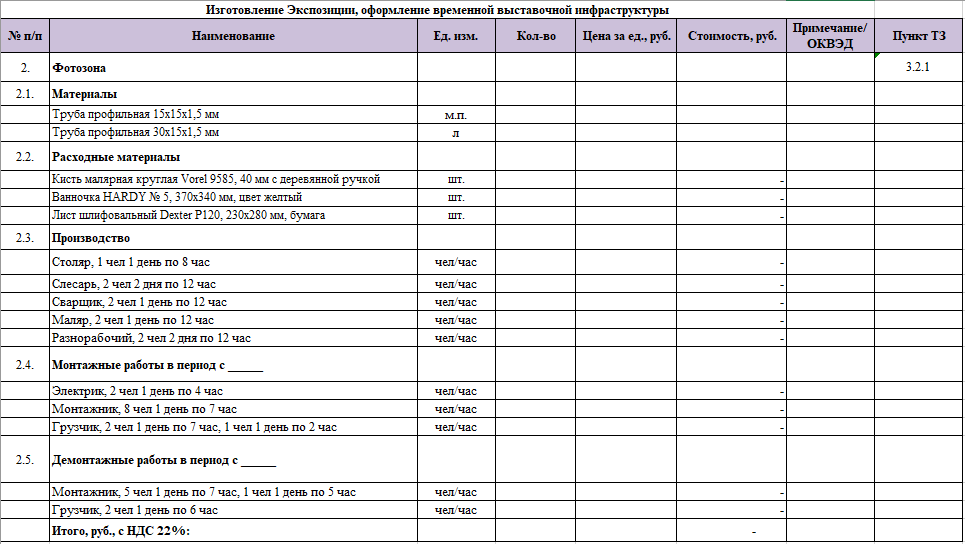 Изготовление Экспозиции, оформление временной выставочной инфраструктуры
№ п/п Наименование Ед. изм. Кол-во Цена за ед., руб. Стоимость, руб. Примечание/ ОКВЭД Пункт ТЗ
2. Фотозона 3.2.1
2.1. Материалы
Труба профильная 15х15х1,5 мм м.п.
Труба профильная 30х15х1,5 мм л
2.2. Расходные материалы
Кисть малярная круглая Vorel 9585, 40 мм с деревянной ручкой шт. -
Ванночка HARDY № 5, 370х340 мм, цвет желтый шт. -
Лист шлифовальный Dexter P120, 230х280 мм, бумага шт. -
2.3. Производство
Столяр, 1 чел 1 день по 8 час чел/час -
Слесарь, 2 чел 2 дня по 12 час чел/час -
Сварщик, 2 чел 1 день по 12 час чел/час -
Маляр, 2 чел 1 день по 12 час чел/час -
Разнорабочий, 2 чел 2 дня по 12 час чел/час -
2.4. Монтажные работы в период с ______
Электрик, 2 чел 1 день по 4 час чел/час -
Монтажник, 8 чел 1 день по 7 час чел/час -
Грузчик, 2 чел 1 день по 7 час, 1 чел 1 день по 2 час чел/час -
2.5. Демонтажные работы в период с ______
Монтажник, 5 чел 1 день по 7 час, 1 чел 1 день по 5 час чел/час -
Грузчик, 2 чел 1 день по 6 час чел/час -
Итого, руб., с НДС 22%: -